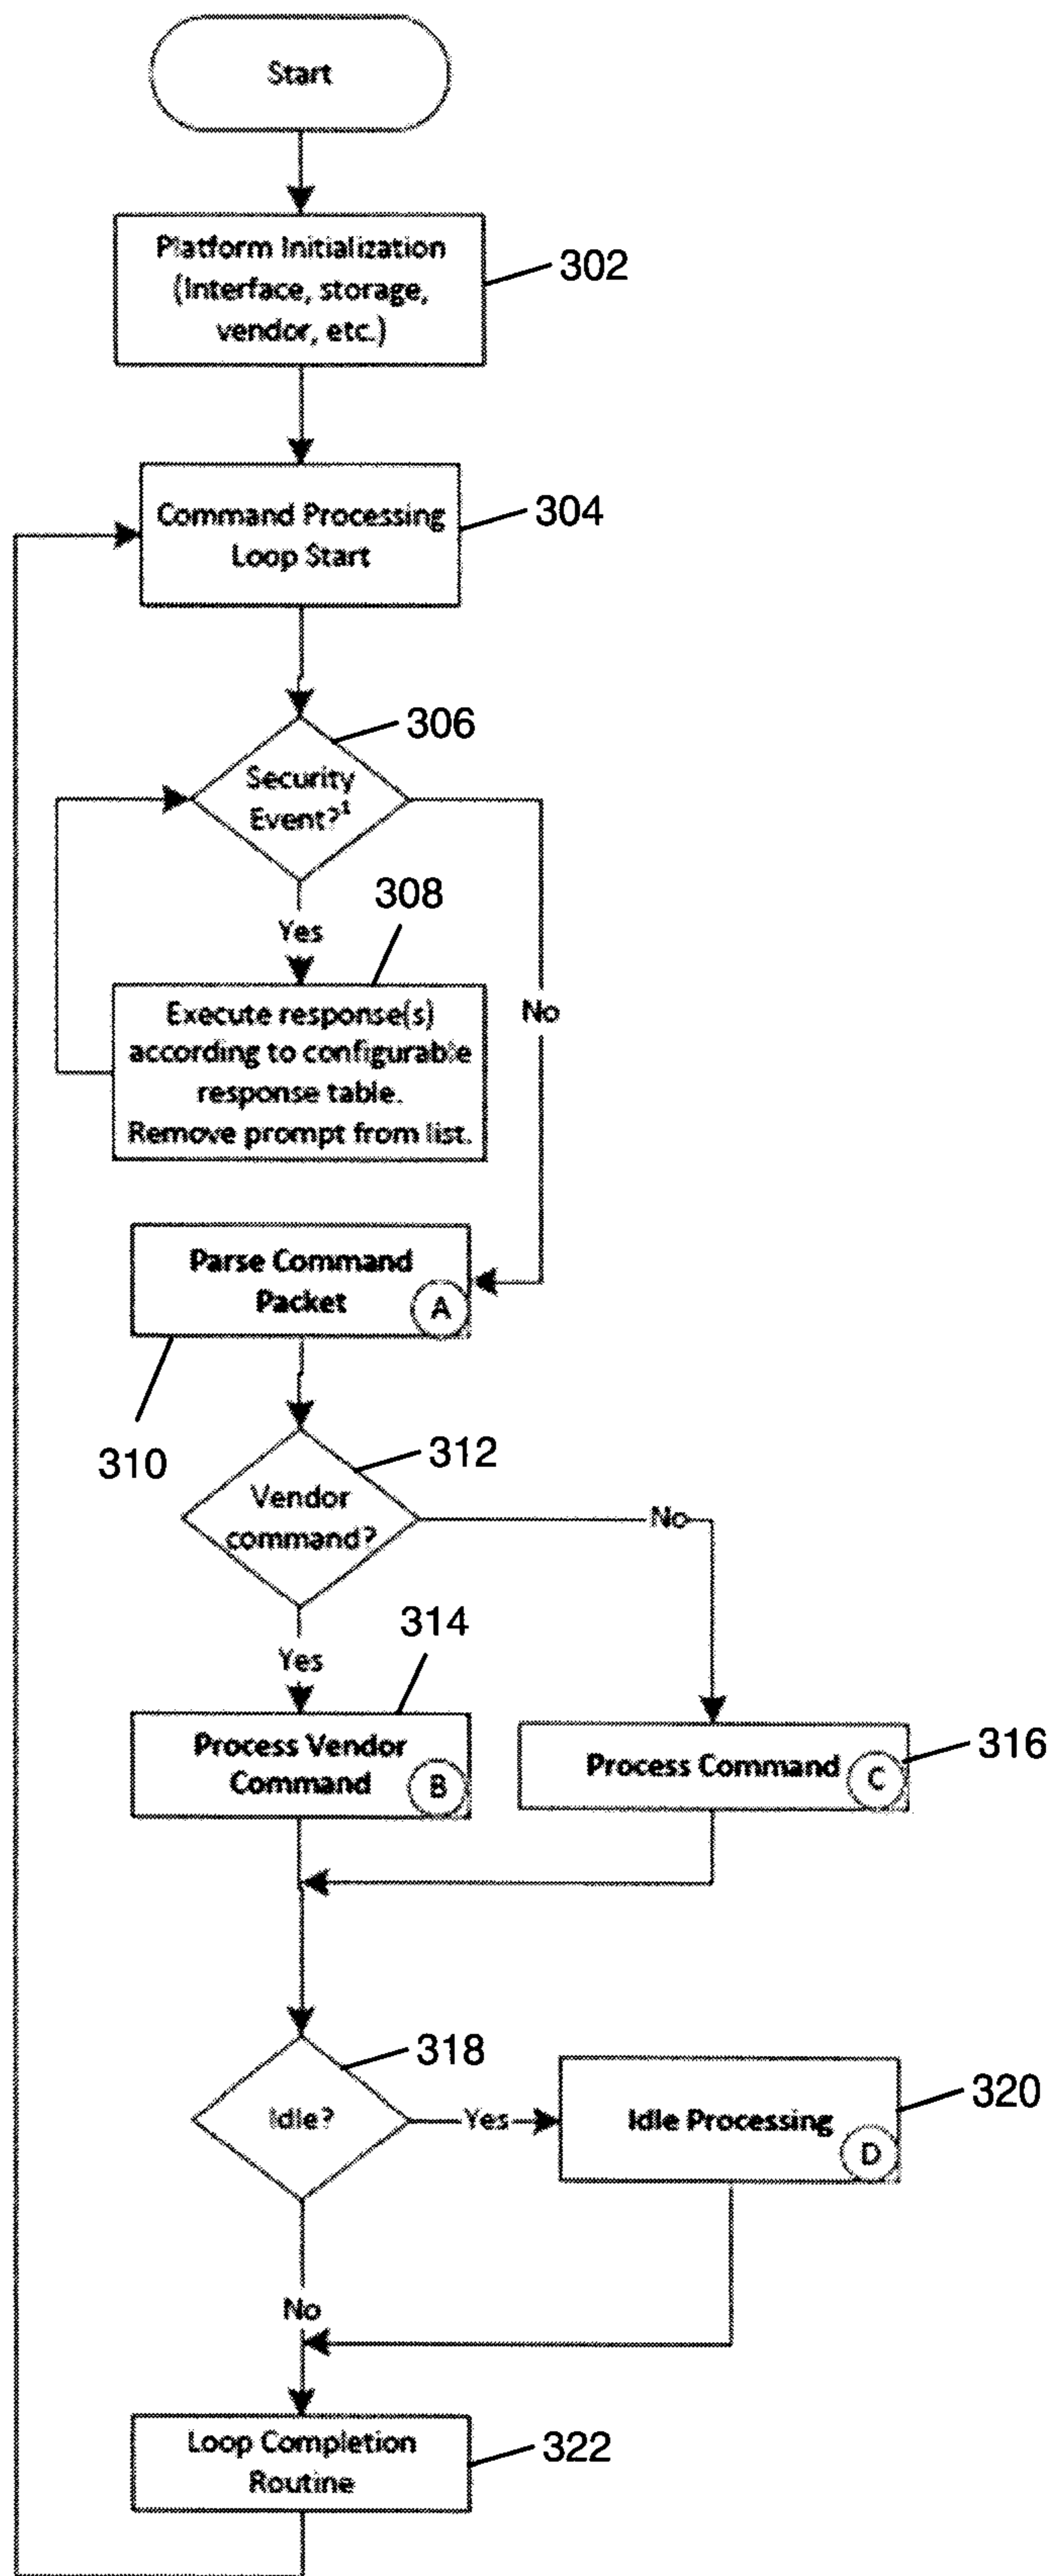 Start
Platform Initialization
(Interface, storage,
vendor, etc.)
302
Command Processing
Loop Start
304
306
Security
Event?¹
308
Yes
No
Execute response(s)
according to configurable
response table.
Remove prompt from list.
Parse Command
Packet
A
310
312
Vendor
command?
No
314
Yes
Process Vendor
Command
B
316
Process Command
C
318
Idle?
Yes
320
Idle Processing
D
No
Loop Completion
Routine
322